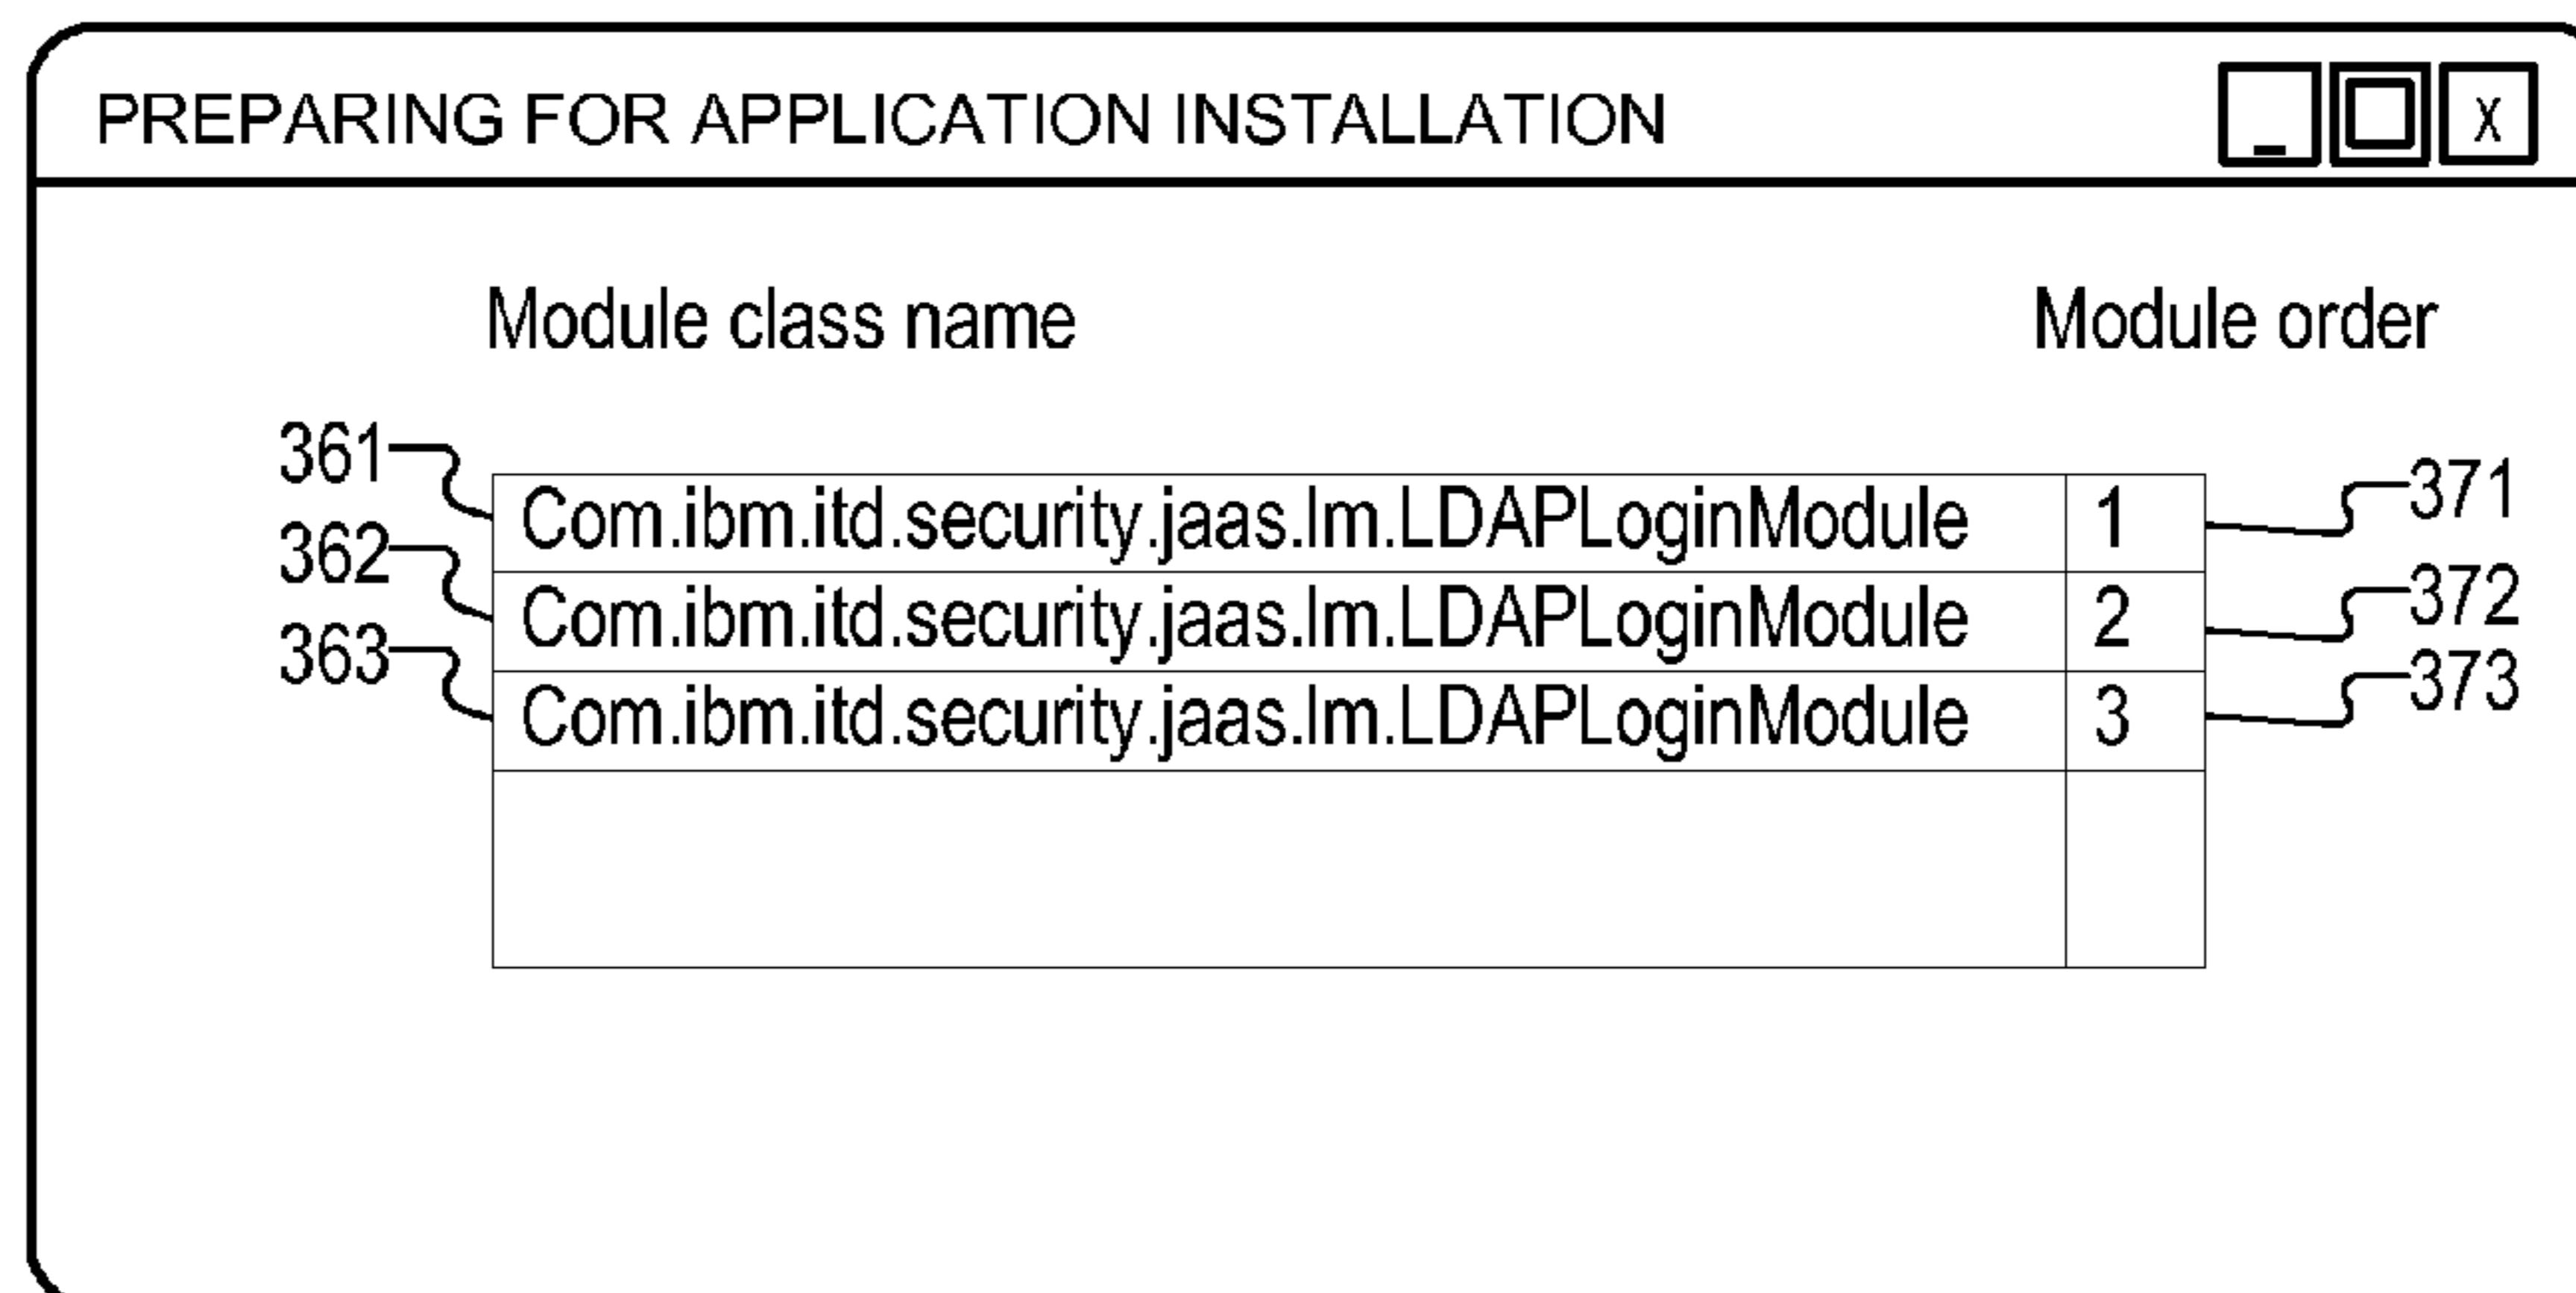 PREPARING FOR APPLICATION INSTALLATION _ X
Module class name Module order
361 Com.ibm.itd.security.jaas.lm.LDAPLoginModule 1 371
362 Com.ibm.itd.security.jaas.lm.LDAPLoginModule 2 372
363 Com.ibm.itd.security.jaas.lm.LDAPLoginModule 3 373